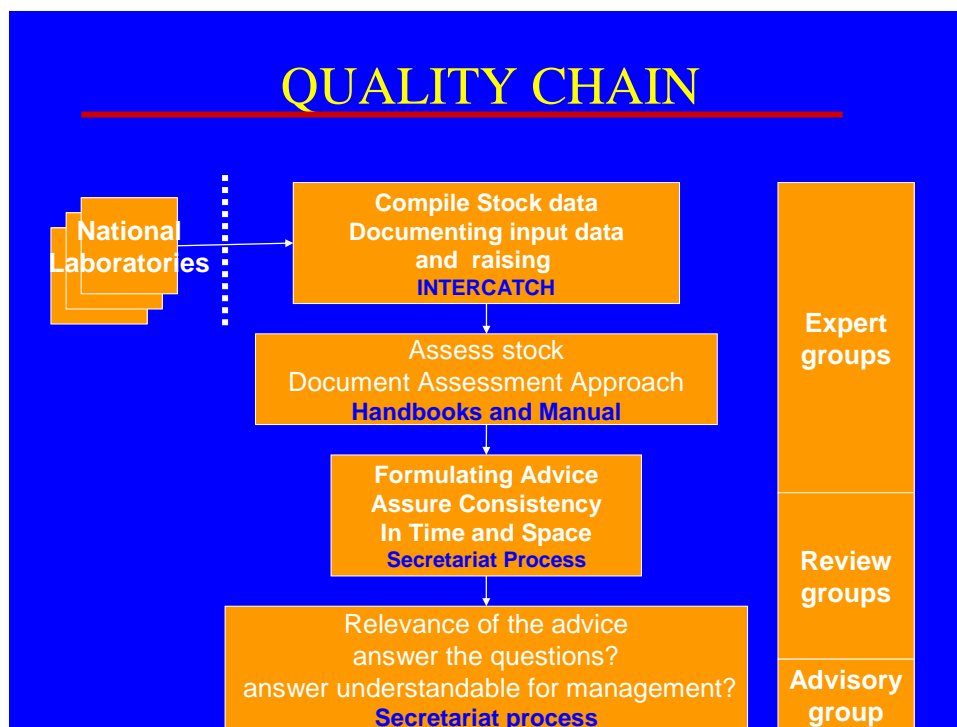 QUALITY CHAIN
National
Laboratories
Compile Stock data
Documenting input data
and raising
INTERCATCH
Assess stock
Document Assessment Approach
Handbooks and Manual
Formulating Advice
Assure Consistency
In Time and Space
Secretariat Process
Relevance of the advice
answer the questions?
answer understandable for management?
Secretariat process
Expert
groups
Review
groups
Advisory
group